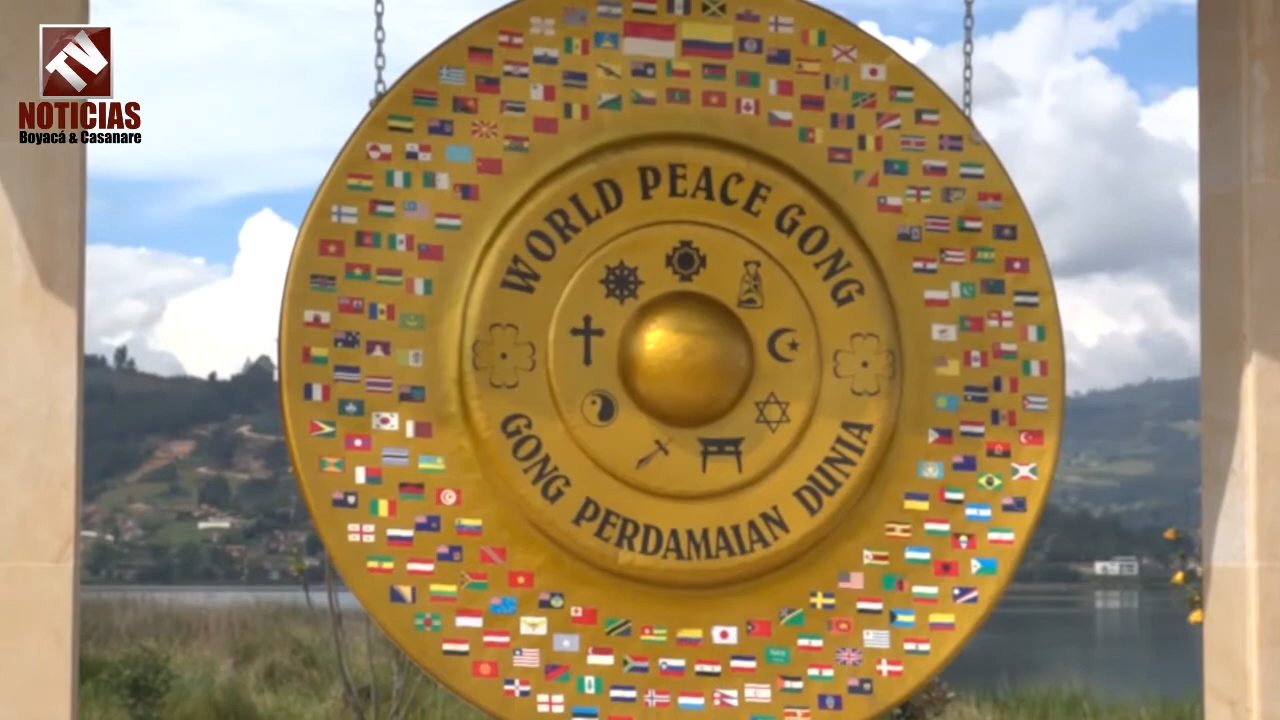 NOTICIAS
Boyacá & Casanare
WORLD PEACE GONG
GONG PERDAMAIAN DUNIA